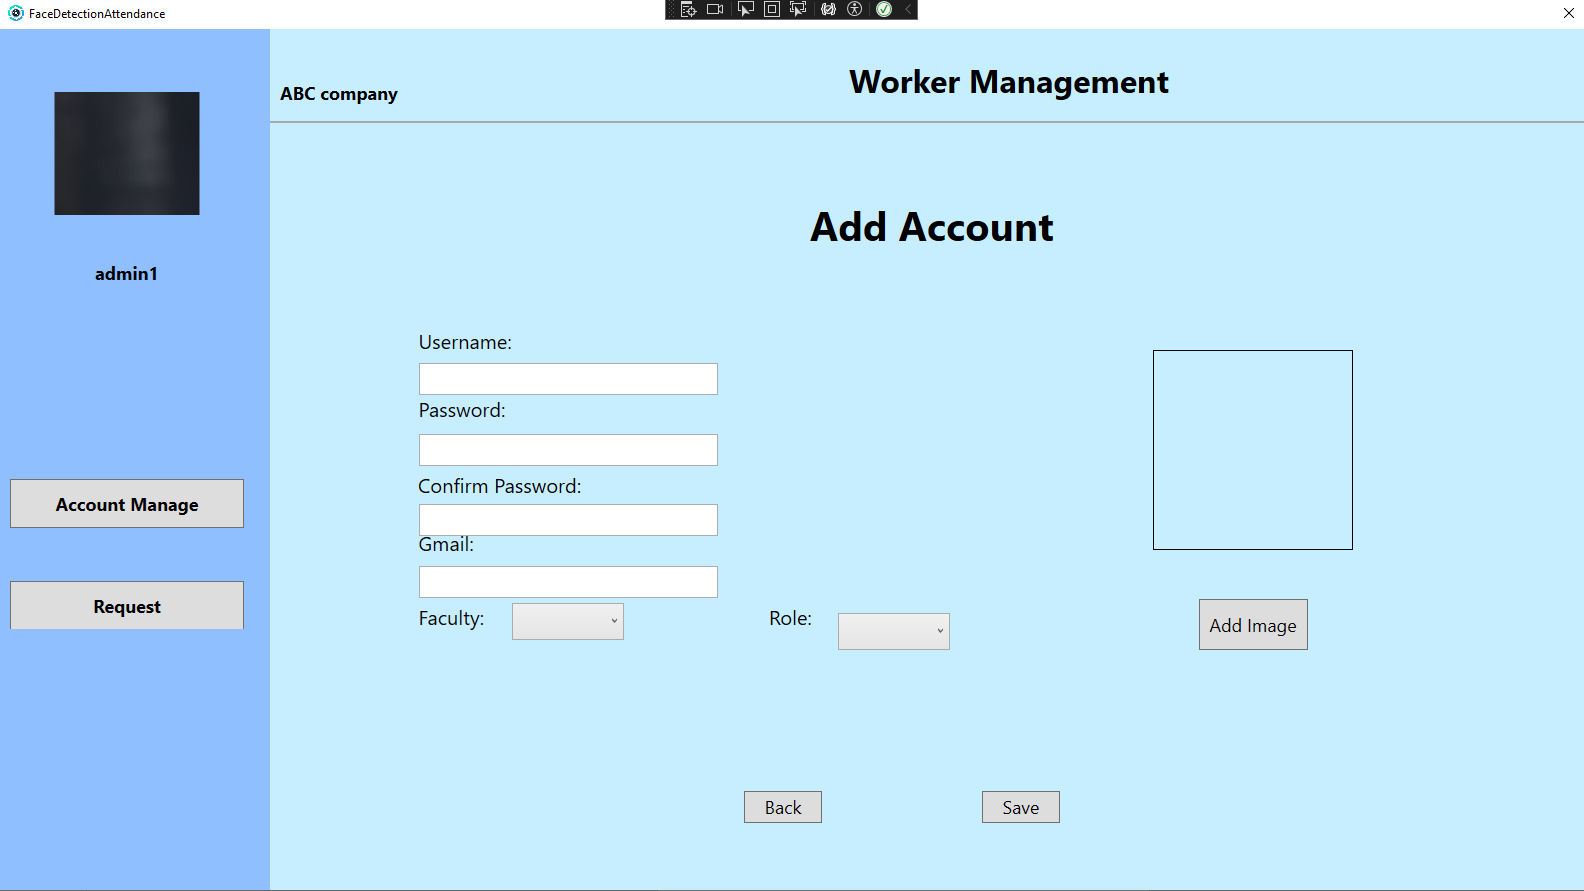 FaceDetectionAttendance
ABC company
Worker Management
admin1
Account Manage
Request
Add Account
Username:
Password:
Confirm Password:
Gmail:
Faculty:
Role:
Add Image
Back
Save